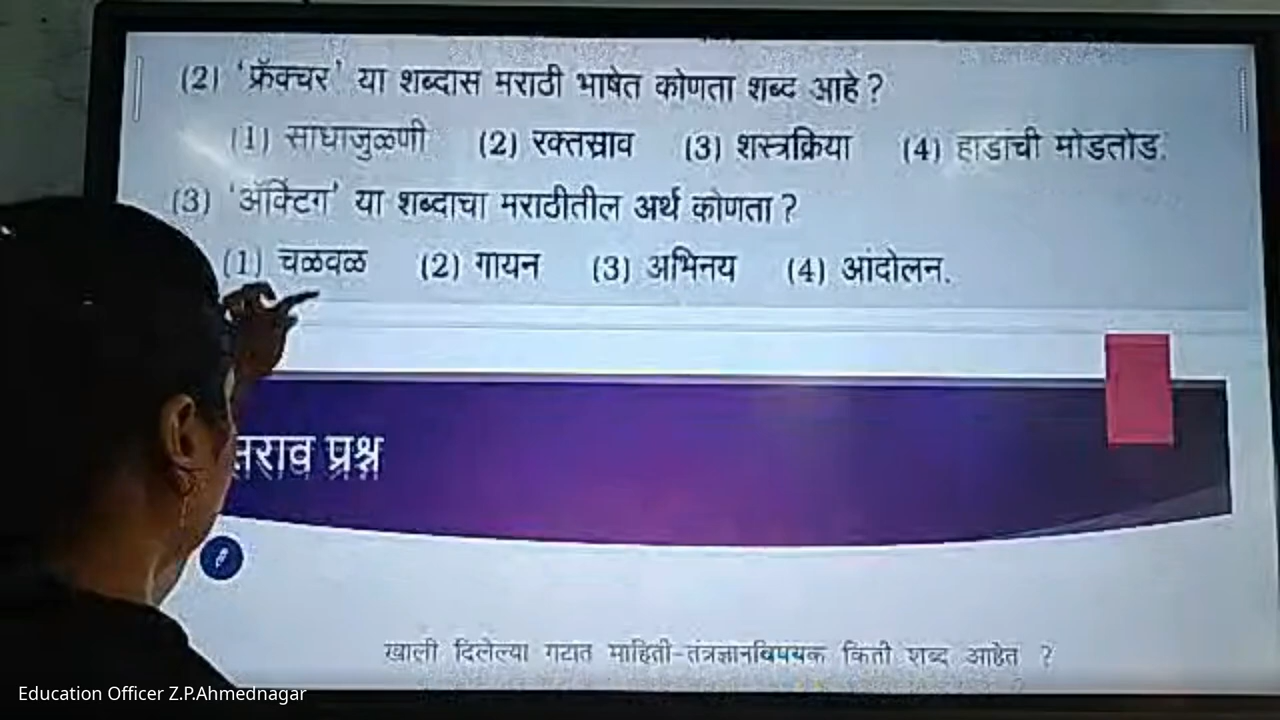 (2) 'फ्रॅक्चर' या शब्दास मराठी भाषेत कोणता शब्द आहे ?
(1) सांधाजुळणी (2) रक्तस्राव (3) शस्त्रक्रिया (4) हाडांची मोडतोड.
(3) 'ॲक्टिंग' या शब्दाचा मराठीतील अर्थ कोणता ?
(1) चळवळ (2) गायन (3) अभिनय (4) आंदोलन.
सराव प्रश्न
खाली दिलेल्या गटात माहिती-तंत्रज्ञानविषयक किती शब्द आहेत ?
Education Officer Z.P.Ahmednagar